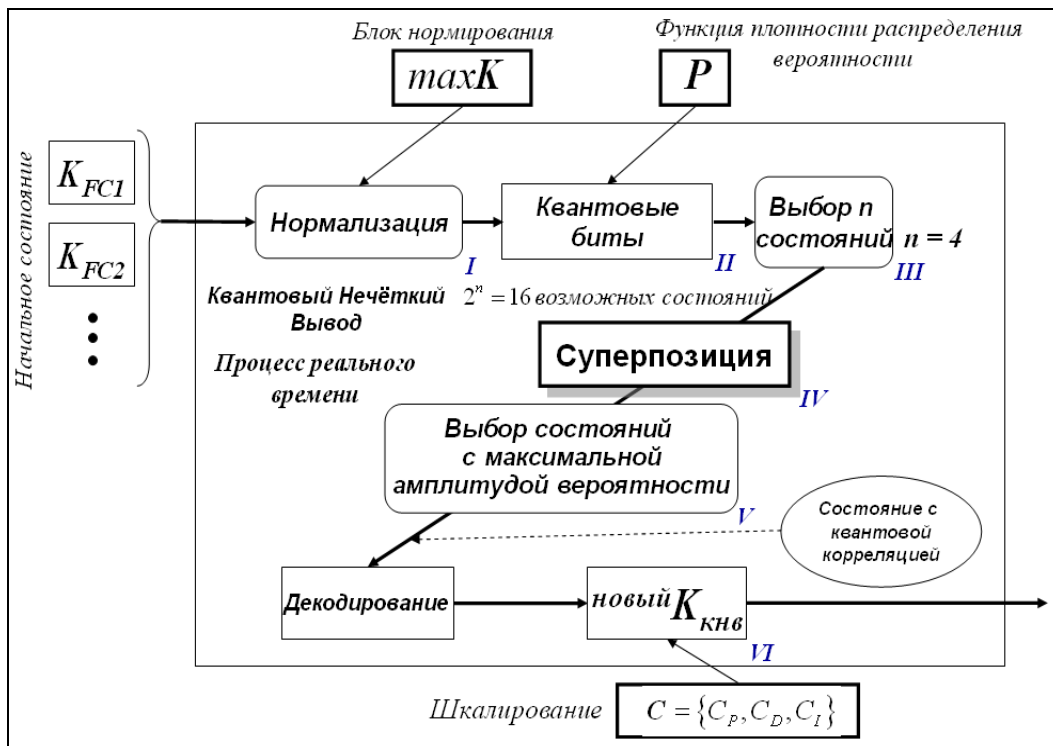 Блок нормирования
maxK
Функция плотности распределения
вероятности
P
Начальное состояние
K_FC1
K_FC2
Нормализация
I
Квантовые
биты
II
Выбор n
состояний n = 4
III
Квантовый Нечёткий
Вывод
2^n = 16 возможных состояний
Процесс реального
времени
Суперпозиция
IV
Выбор состояний
с максимальной
амплитудой вероятности
V
Состояние с
квантовой
корреляцией
Декодирование
новый K_кнв
VI
Шкалирование
C = {C_P, C_D, C_I}